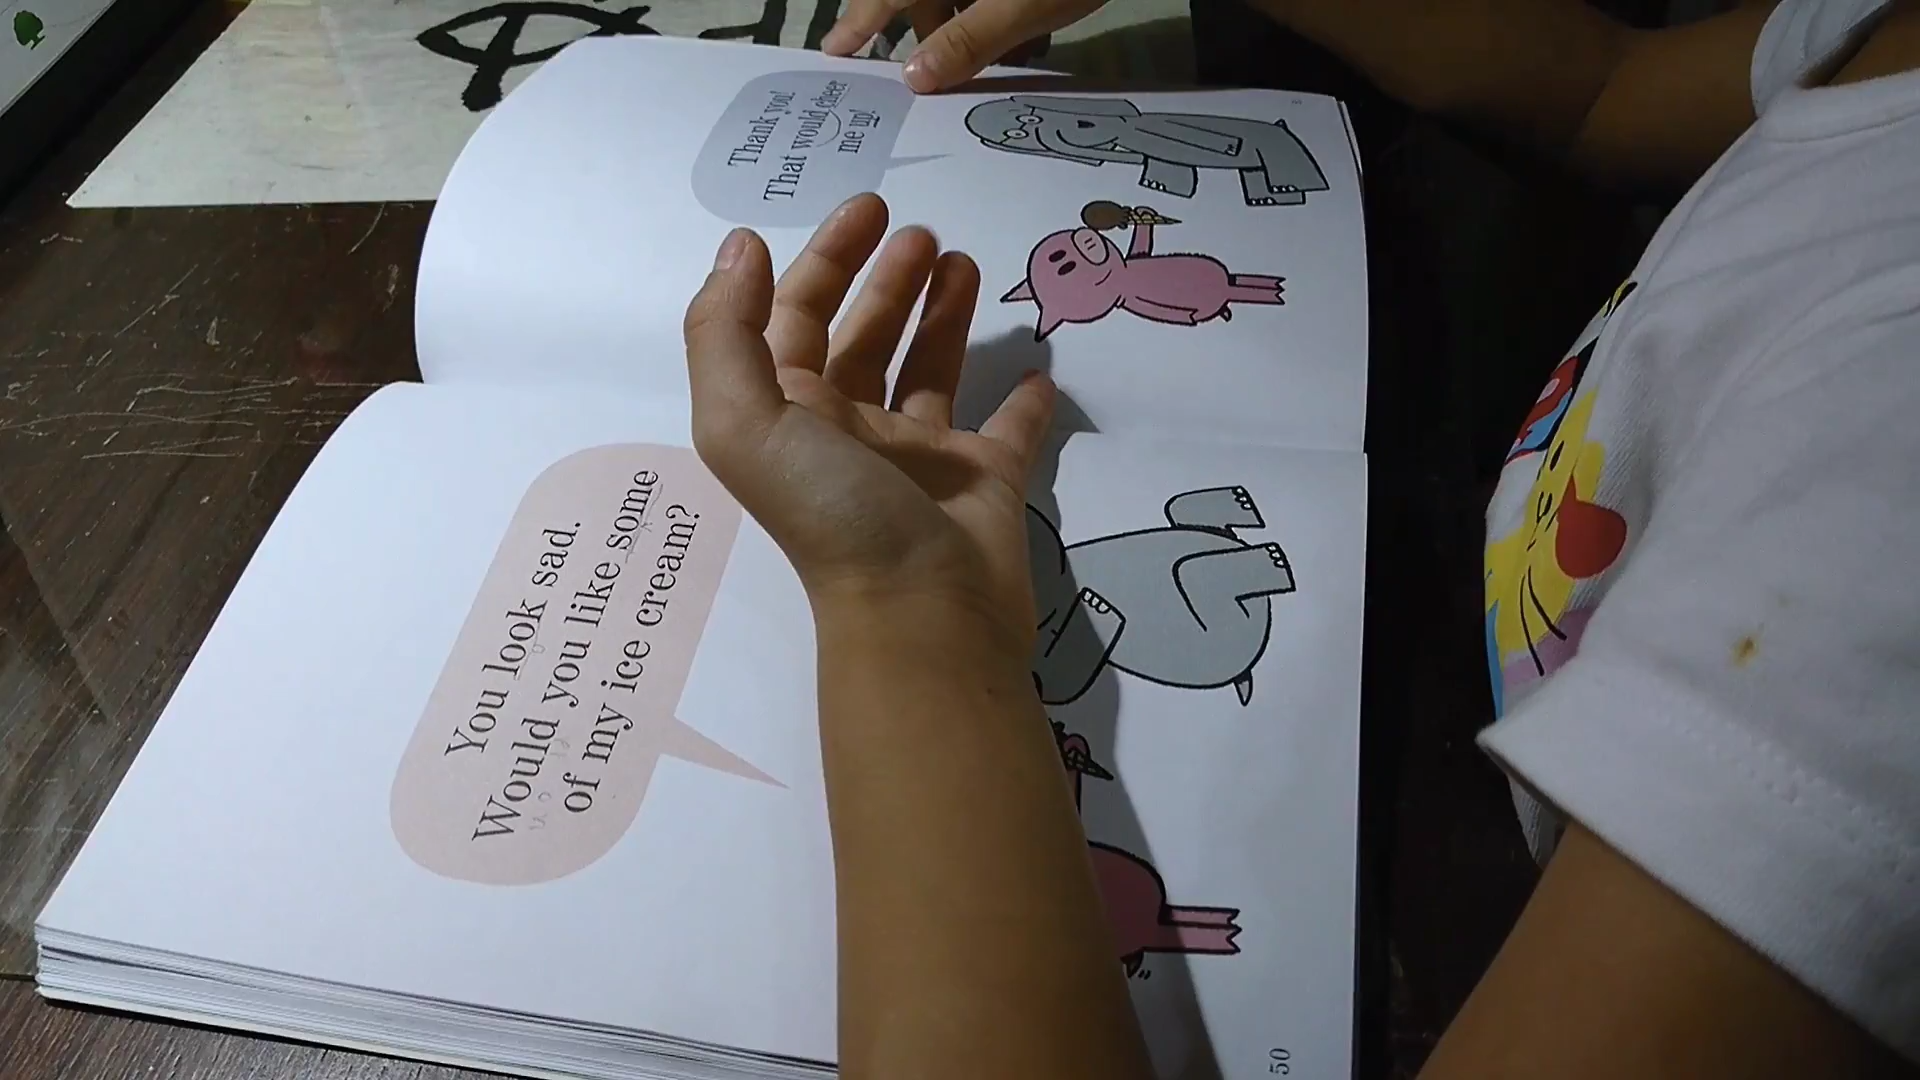 You look sad.
Would you like some
of my ice cream?
50
Thank you!
That would cheer
me up!